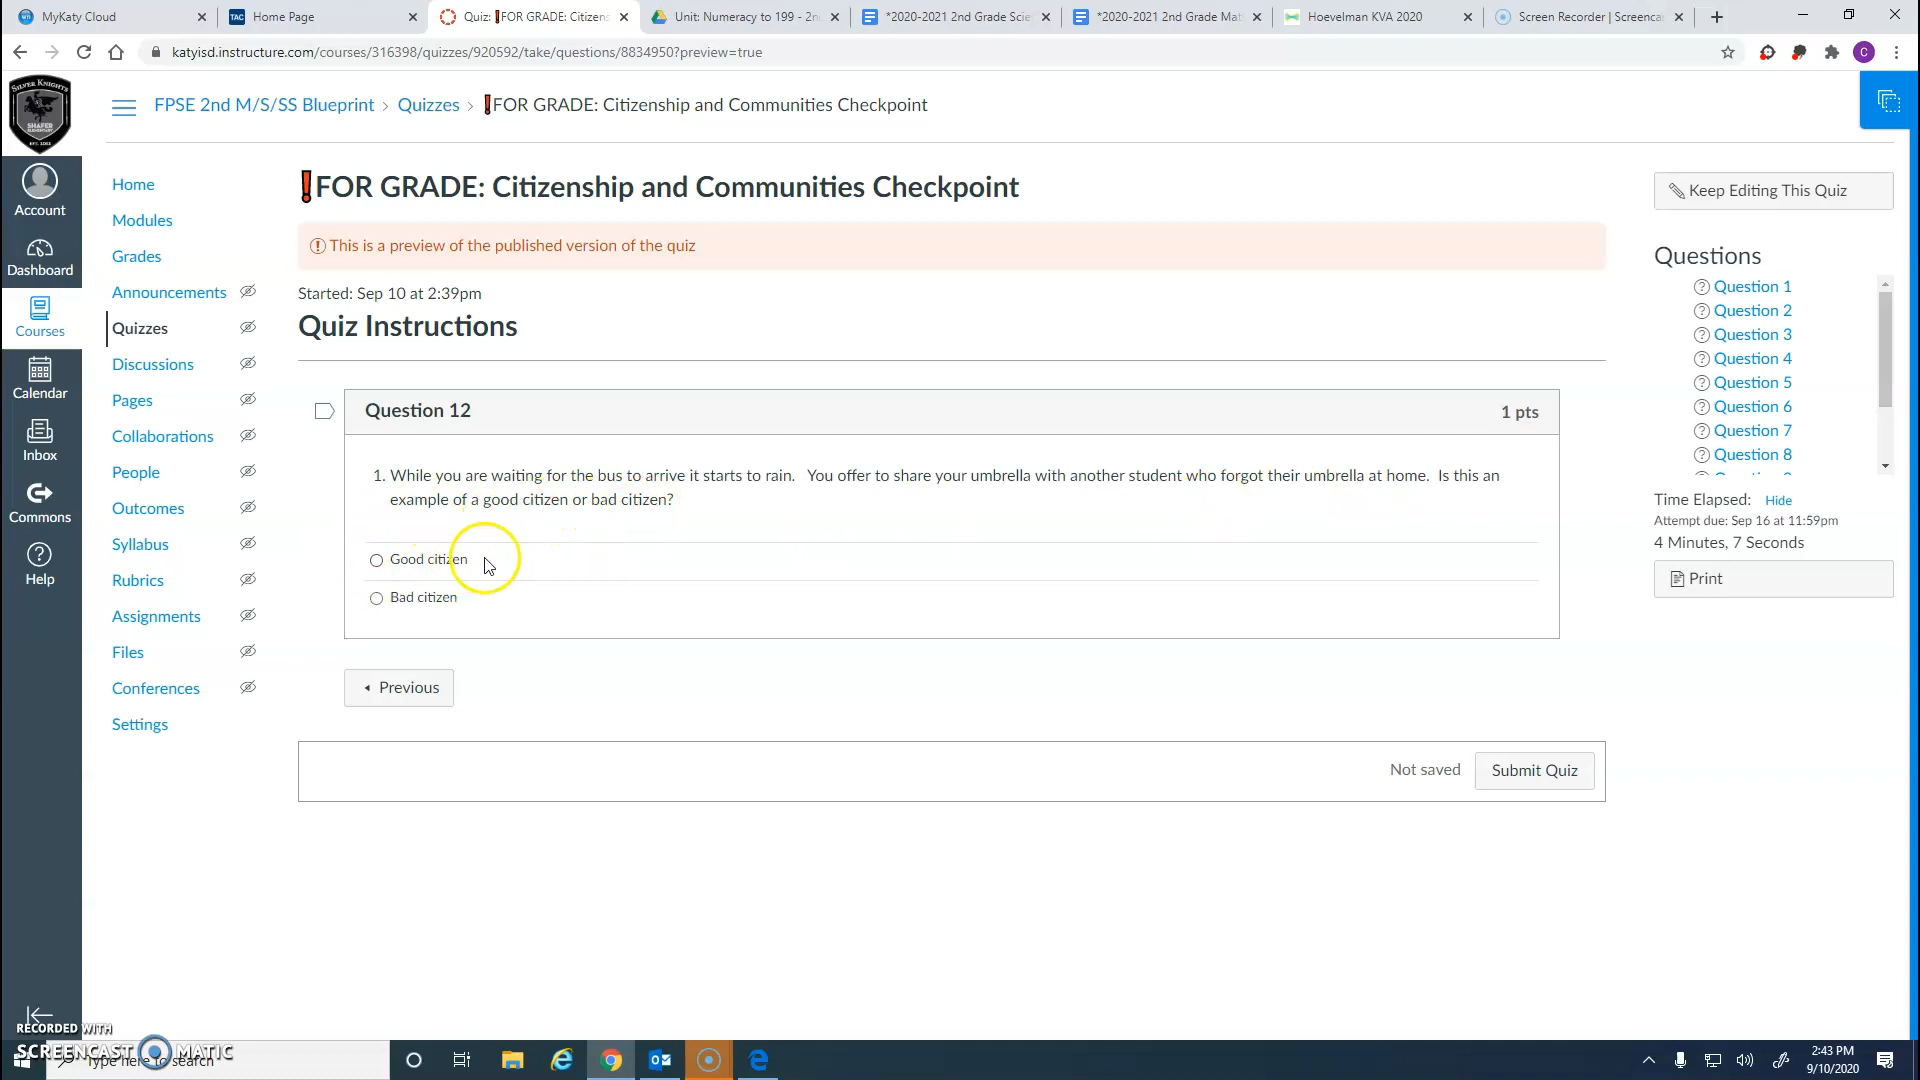 MyKaty Cloud
TAC Home Page
Quiz: ❗FOR GRADE: Citizens
Unit: Numeracy to 199 - 2n
*2020-2021 2nd Grade Scie
*2020-2021 2nd Grade Mat
Hoevelman KVA 2020
Screen Recorder | Screenca
katyisd.instructure.com/courses/316398/quizzes/920592/take/questions/8834950?preview=true
C
SILVER KNIGHTS
SHAFER
ELEMENTARY
FPSE 2nd M/S/SS Blueprint > Quizzes > ❗FOR GRADE: Citizenship and Communities Checkpoint
Account
Dashboard
Courses
Calendar
Inbox
Commons
Help
Home
Modules
Grades
Announcements
Quizzes
Discussions
Pages
Collaborations
People
Outcomes
Syllabus
Rubrics
Assignments
Files
Conferences
Settings
❗FOR GRADE: Citizenship and Communities Checkpoint
This is a preview of the published version of the quiz
Started: Sep 10 at 2:39pm
Quiz Instructions
Question 12
1 pts
1. While you are waiting for the bus to arrive it starts to rain. You offer to share your umbrella with another student who forgot their umbrella at home. Is this an
example of a good citizen or bad citizen?
Good citizen
Bad citizen
Previous
Not saved
Submit Quiz
Keep Editing This Quiz
Questions
Question 1
Question 2
Question 3
Question 4
Question 5
Question 6
Question 7
Question 8
Time Elapsed: Hide
Attempt due: Sep 16 at 11:59pm
4 Minutes, 7 Seconds
Print
RECORDED WITH
SCREENCAST MATIC
Type here to search
2:43 PM
9/10/2020